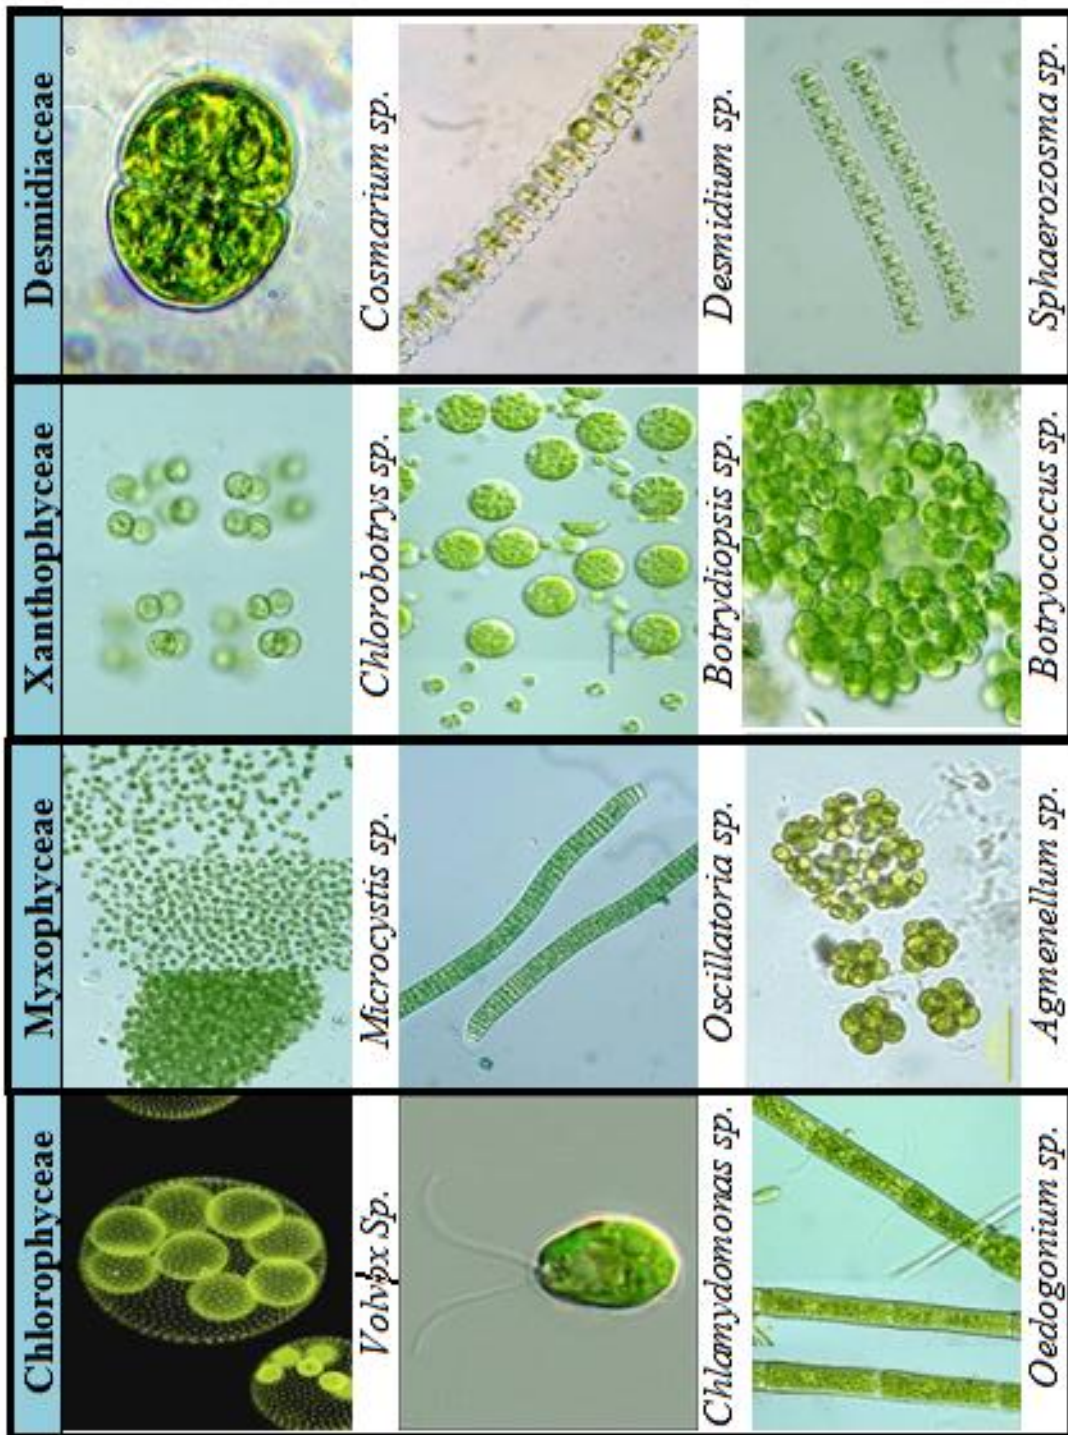 Chlorophyceae
Myxophyceae
Xanthophyceae
Desmidiaceae
Volvox Sp.
Microcystis sp.
Chlorobotrys sp.
Cosmarium sp.
Chlamydomonas sp.
Oscillatoria sp.
Botrydiopsis sp.
Desmidium sp.
Oedogonium sp.
Agmenellum sp.
Botryococcus sp.
Sphaerozosma sp.